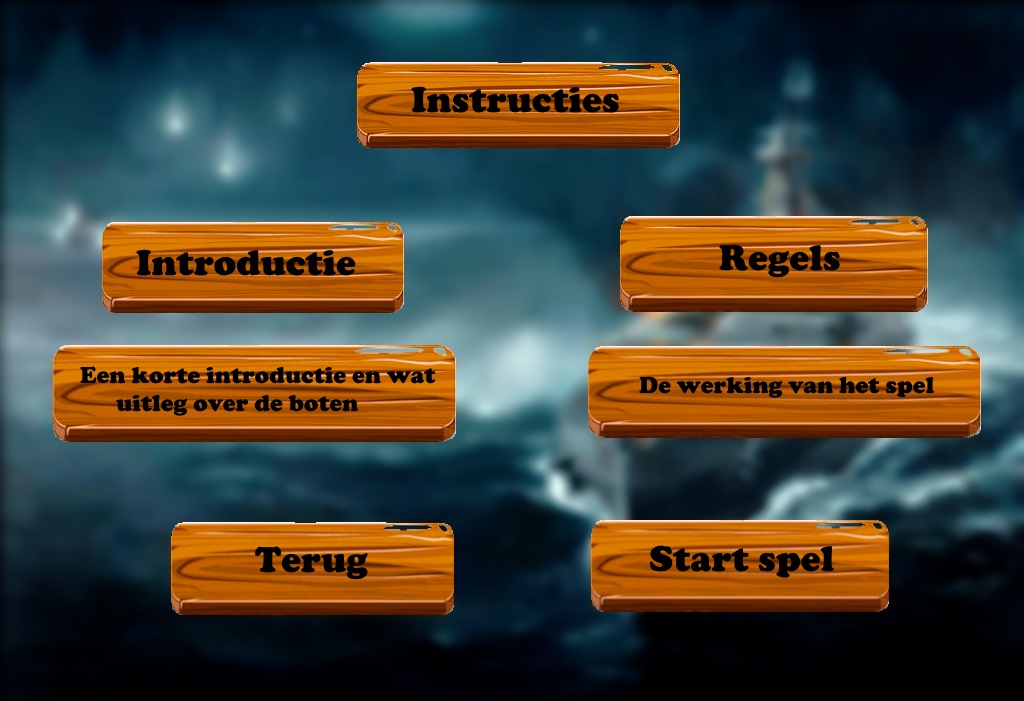 Instructies
Introductie
Regels
Een korte introductie en wat
uitleg over de boten
De werking van het spel
Terug
Start spel